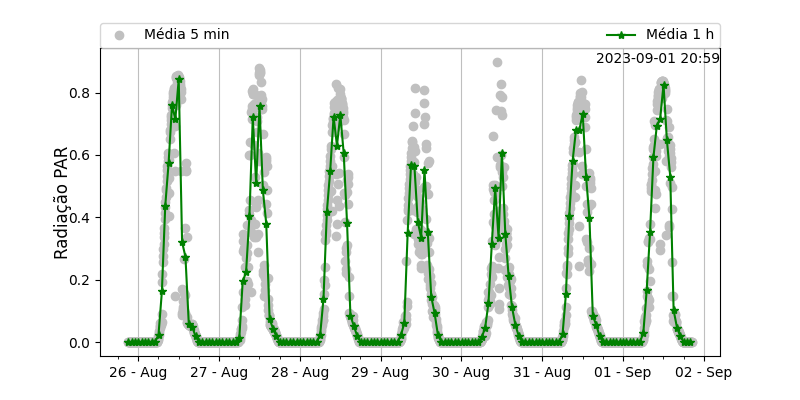 Média 5 min
Média 1 h
2023-09-01 20:59
Radiação PAR
0.8
0.6
0.4
0.2
0.0
26 - Aug
27 - Aug
28 - Aug
29 - Aug
30 - Aug
31 - Aug
01 - Sep
02 - Sep